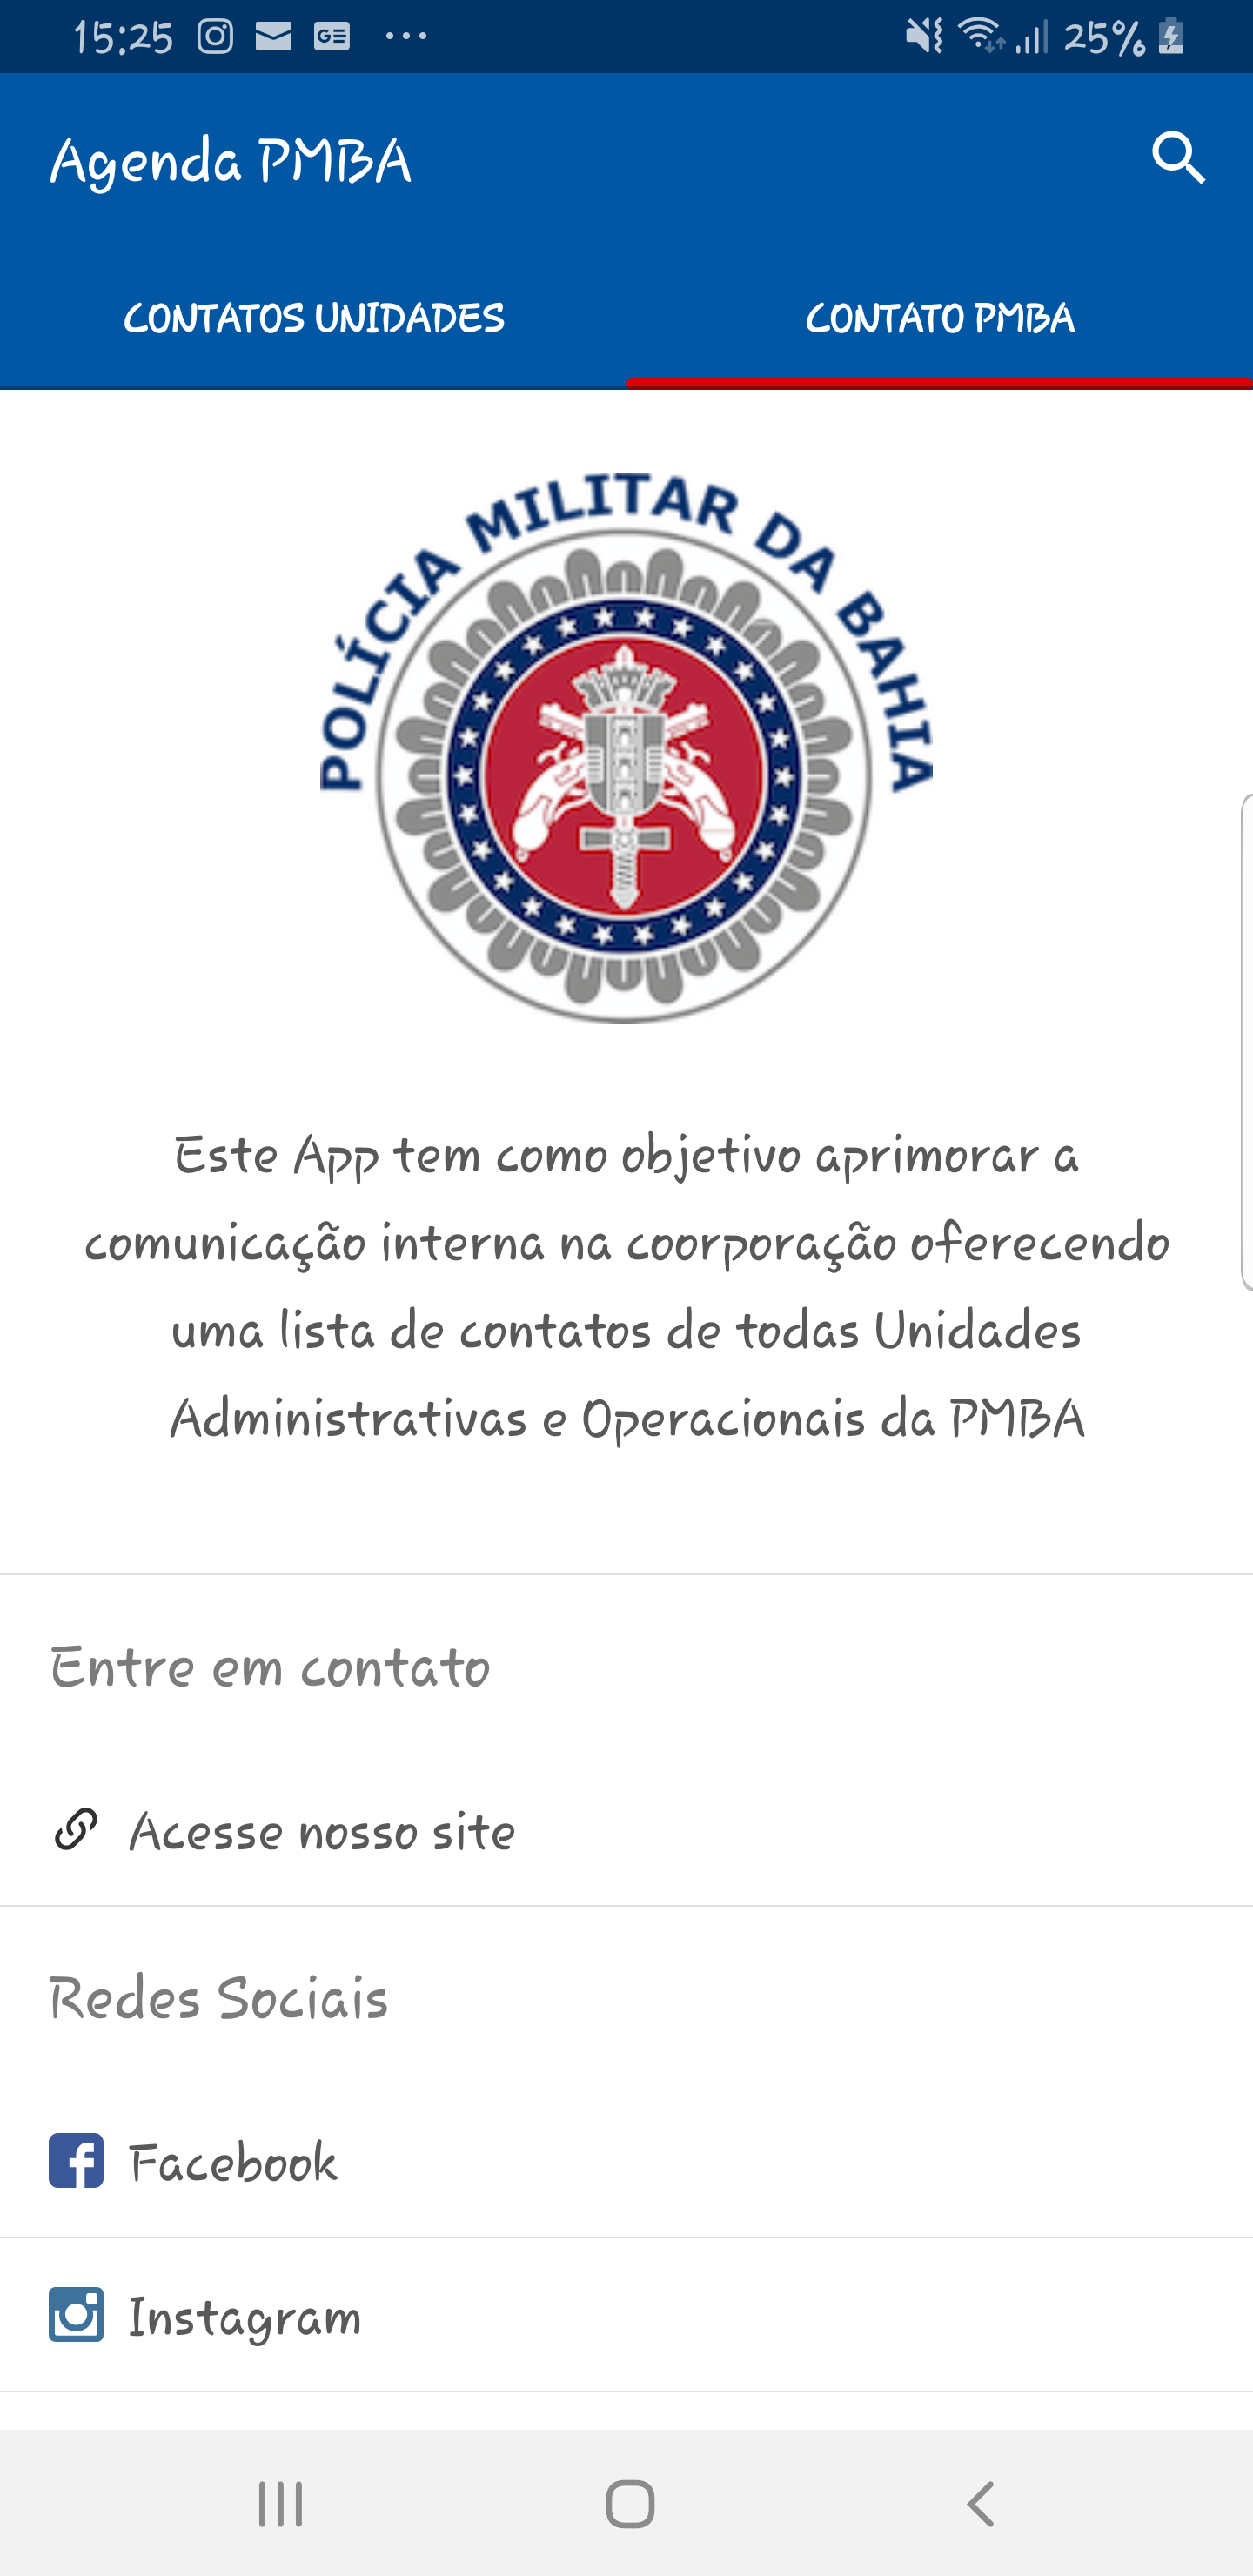 15:25
GE
25%
Agenda PMBA
CONTATOS UNIDADES
CONTATO PMBA
POLÍCIA MILITAR DA BAHIA
Este App tem como objetivo aprimorar a
comunicação interna na coorporação oferecendo
uma lista de contatos de todas Unidades
Administrativas e Operacionais da PMBA
Entre em contato
Acesse nosso site
Redes Sociais
Facebook
Instagram